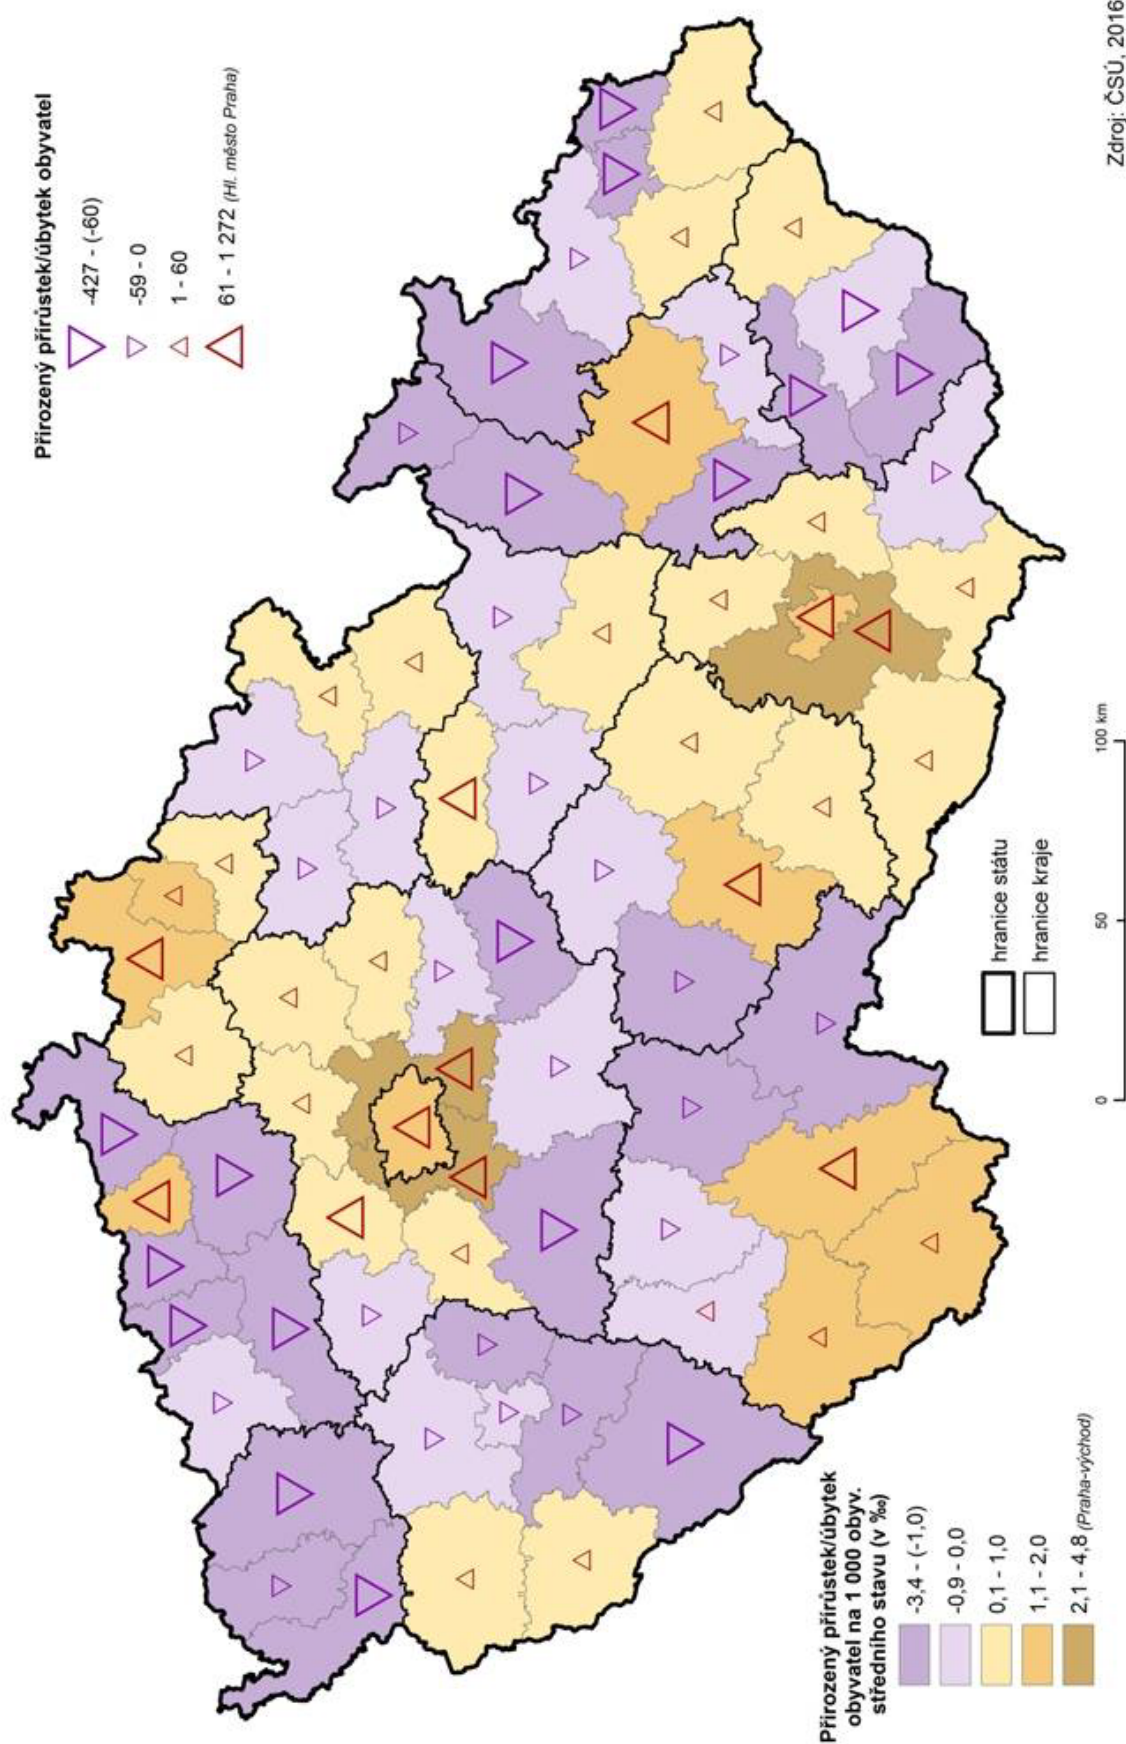 Přirozený přírůstek/úbytek obyvatel
-427 - (-60)
-59 - 0
1 - 60
61 - 1 272 (Hl. město Praha)
Přirozený přírůstek/úbytek
obyvatel na 1 000 obyv.
středního stavu (v ‰)
-3,4 - (-1,0)
-0,9 - 0,0
0,1 - 1,0
1,1 - 2,0
2,1 - 4,8 (Praha-východ)
hranice státu
hranice kraje
0 50 100 km
Zdroj: ČSÚ, 2016